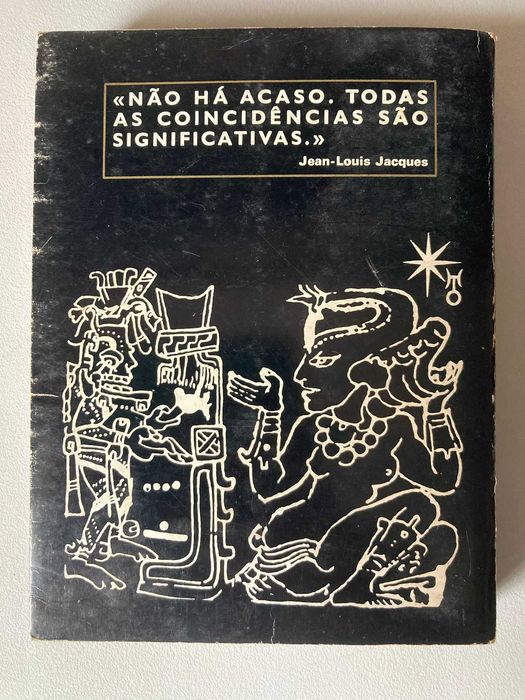 «NÃO HÁ ACASO. TODAS
AS COINCIDÊNCIAS SÃO
SIGNIFICATIVAS.»
Jean-Louis Jacques